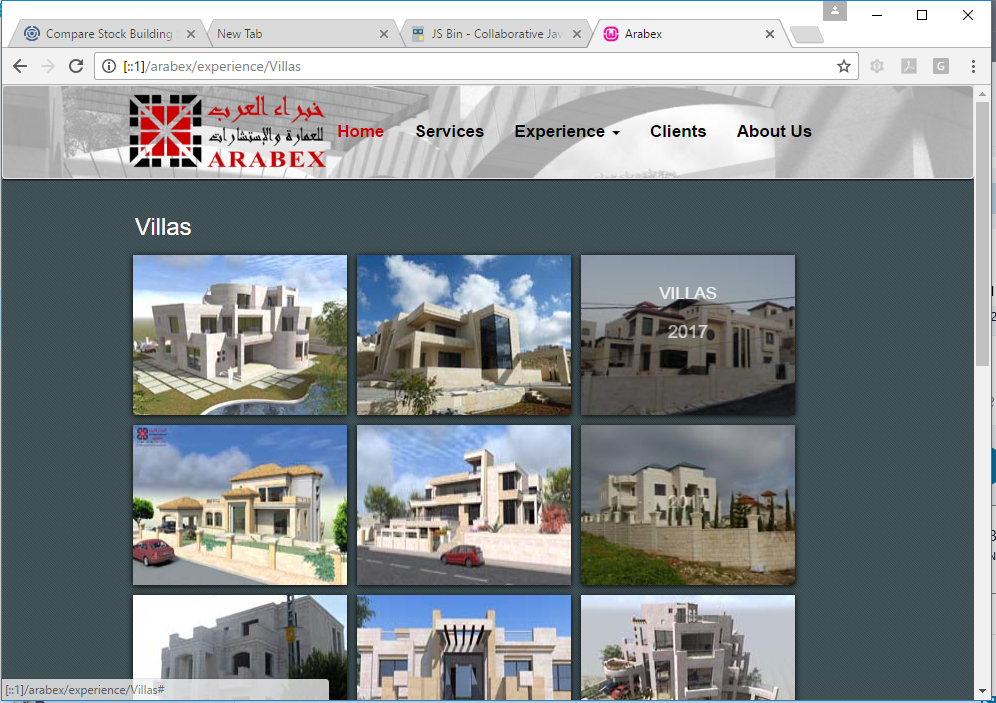 Compare Stock Building
New Tab
JS Bin - Collaborative Jav
Arabex
[::1]/arabex/experience/Villas
G
خبراء العرب
للعمارة والإستشارات
ARABEX
Home
Services
Experience
Clients
About Us
Villas
VILLAS
2017
2017
[::1]/arabex/experience/Villas#